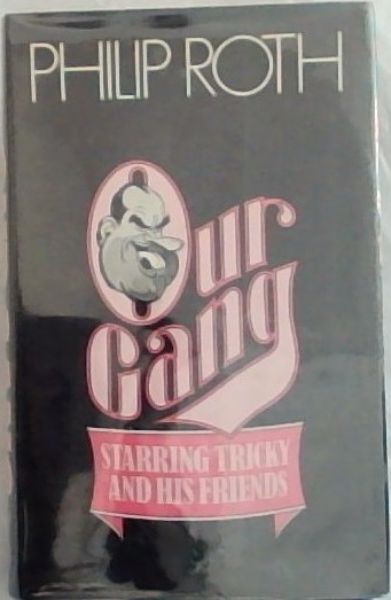 PHILIP ROTH
Our
Gang
STARRING TRICKY
AND HIS FRIENDS